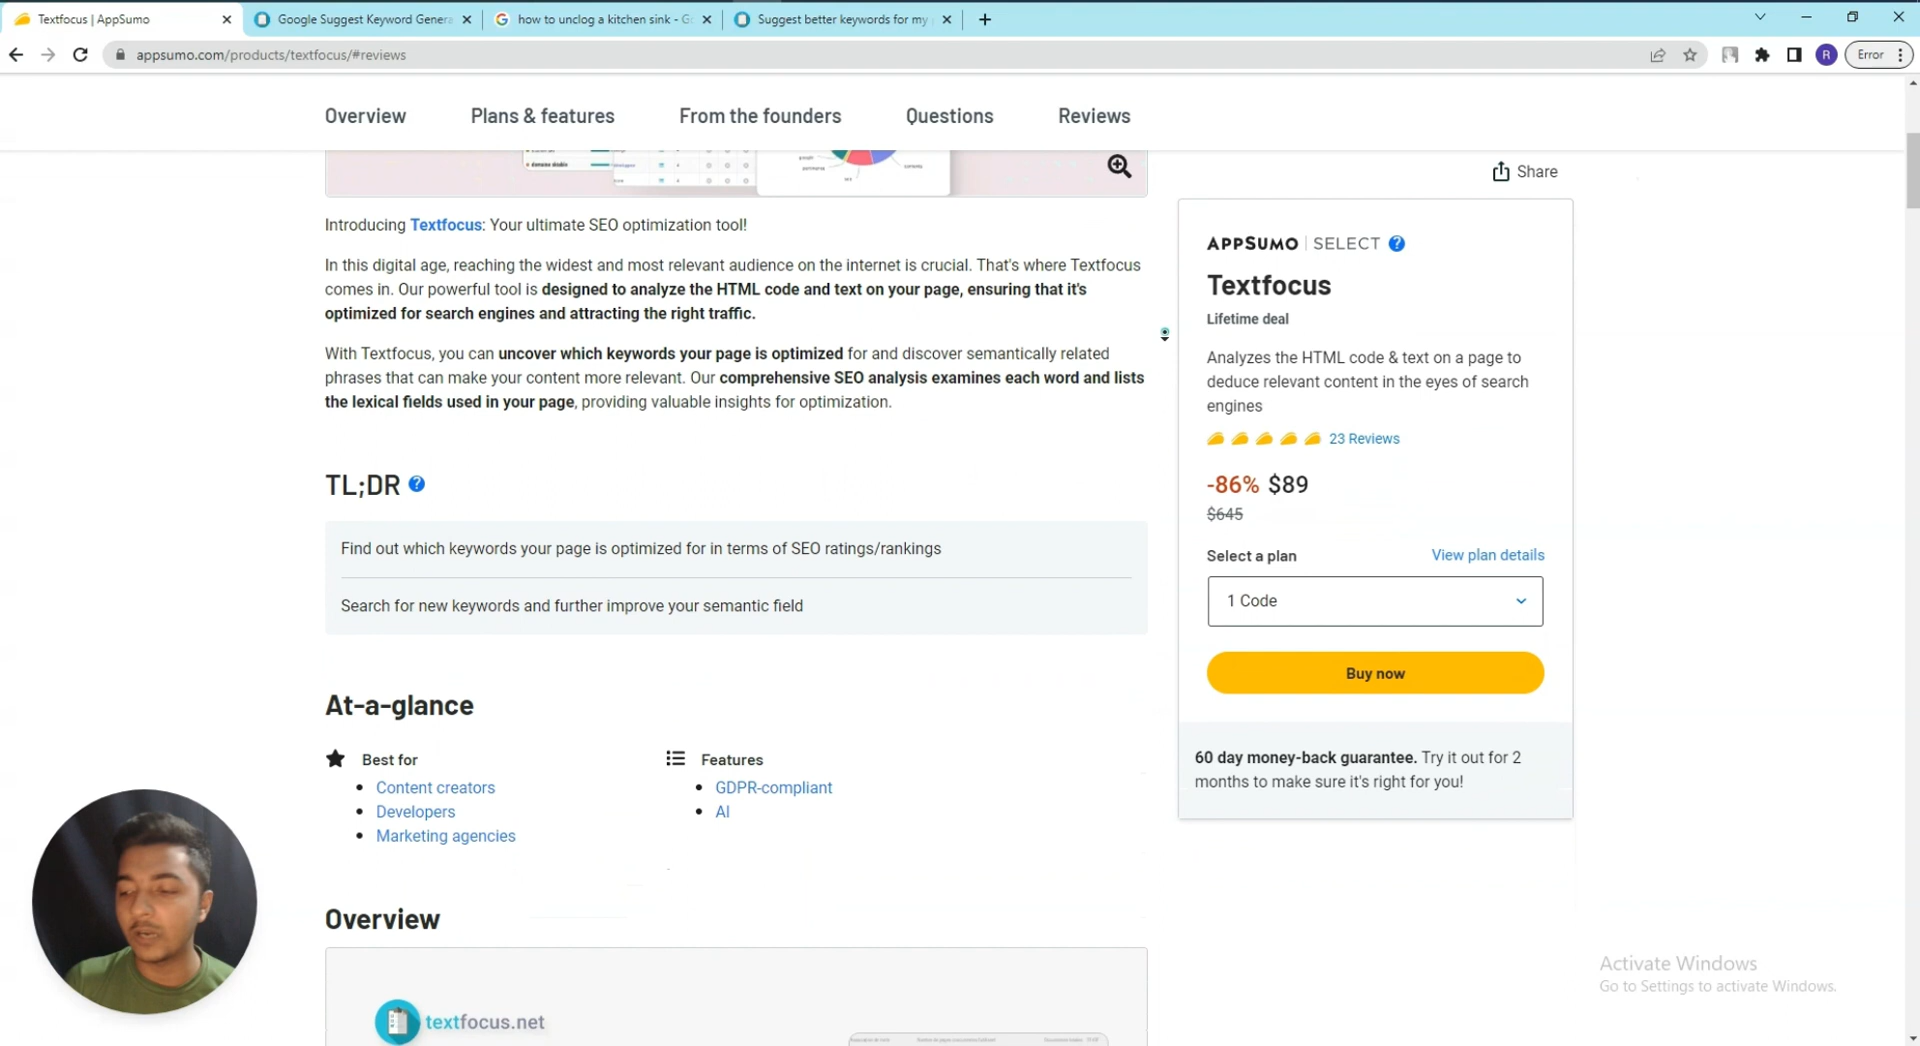 Textfocus | AppSumo
Google Suggest Keyword Genera
how to unclog a kitchen sink - Go
Suggest better keywords for my
appsumo.com/products/textfocus/#reviews
R
Error
Overview
Plans & features
From the founders
Questions
Reviews
Share
Introducing Textfocus: Your ultimate SEO optimization tool!
In this digital age, reaching the widest and most relevant audience on the internet is crucial. That's where Textfocus
comes in. Our powerful tool is designed to analyze the HTML code and text on your page, ensuring that it's
optimized for search engines and attracting the right traffic.
With Textfocus, you can uncover which keywords your page is optimized for and discover semantically related
phrases that can make your content more relevant. Our comprehensive SEO analysis examines each word and lists
the lexical fields used in your page, providing valuable insights for optimization.
TL;DR ?
Find out which keywords your page is optimized for in terms of SEO ratings/rankings
Search for new keywords and further improve your semantic field
At-a-glance
Best for
Content creators
Developers
Marketing agencies
Features
GDPR-compliant
AI
Overview
textfocus.net
APPSUMO | SELECT ?
Textfocus
Lifetime deal
Analyzes the HTML code & text on a page to
deduce relevant content in the eyes of search
engines
23 Reviews
-86% $89
$645
Select a plan
View plan details
1 Code
Buy now
60 day money-back guarantee. Try it out for 2
months to make sure it's right for you!
Activate Windows
Go to Settings to activate Windows.